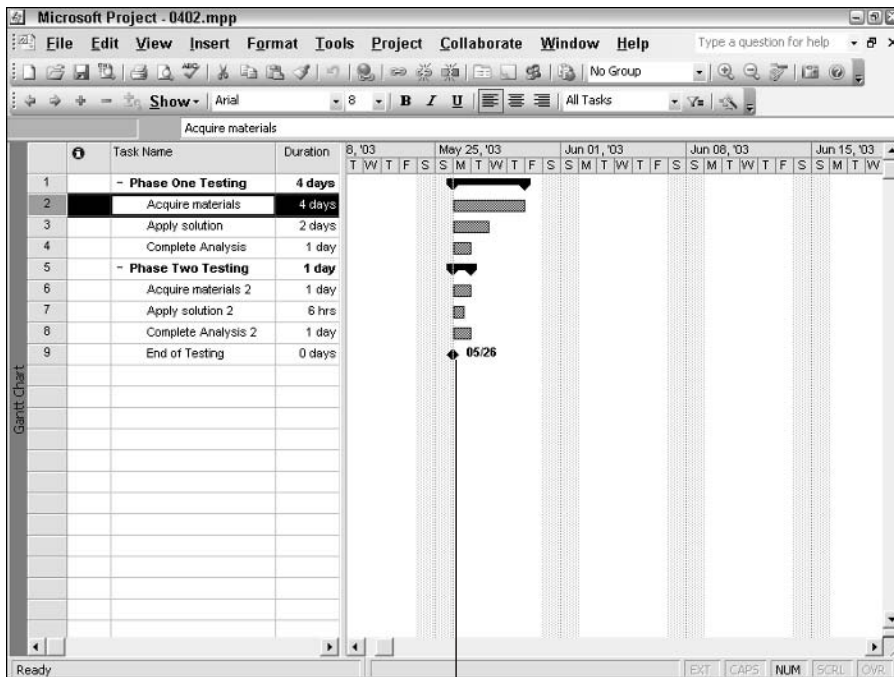 Microsoft Project - 0402.mpp
File Edit View Insert Format Tools Project Collaborate Window Help Type a question for help
No Group
Show Arial 8 B I U All Tasks
Acquire materials
Task Name Duration 8, '03 May 25, '03 Jun 01, '03 Jun 08, '03 Jun 15, '03
T W T F S S M T W T F S S M T W T F S S M T W T F S S M T W
1 − Phase One Testing 4 days
2 Acquire materials 4 days
3 Apply solution 2 days
4 Complete Analysis 1 day
5 − Phase Two Testing 1 day
6 Acquire materials 2 1 day
7 Apply solution 2 6 hrs
8 Complete Analysis 2 1 day
9 End of Testing 0 days 05/26
Gantt Chart
Ready EXT CAPS NUM SCRL OVR